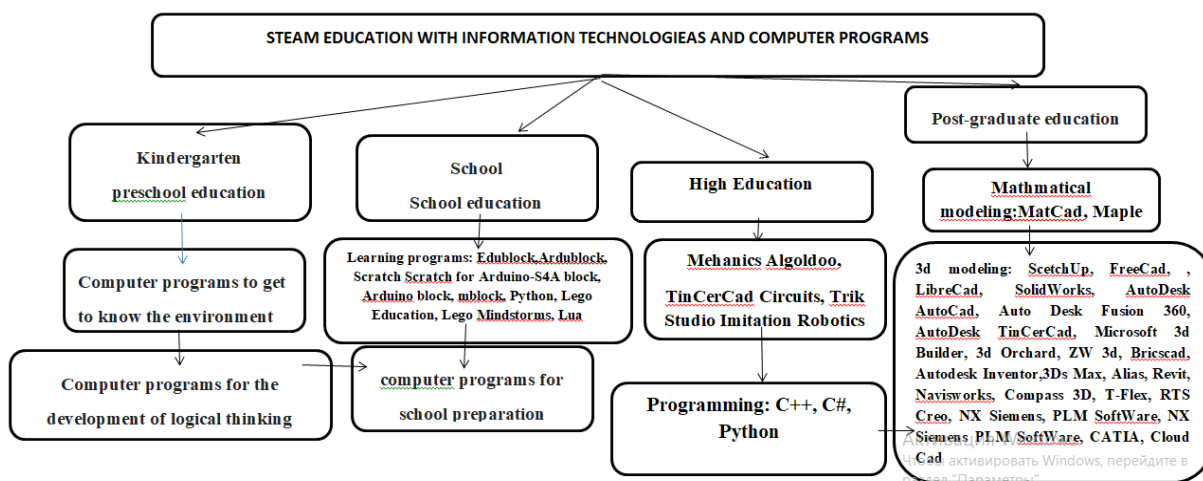 STEAM EDUCATION WITH INFORMATION TECHNOLOGIEAS AND COMPUTER PROGRAMS
Kindergarten
preschool education
Computer programs to get
to know the environment
Computer programs for the
development of logical thinking
School
School education
Learning programs: Edublock,Ardublock,
Scratch Scratch for Arduino-S4A block,
Arduino block, mblock, Python, Lego
Education, Lego Mindstorms, Lua
computer programs for
school preparation
High Education
Mehanics Algoldoo,
TinCerCad Circuits, Trik
Studio Imitation Robotics
Programming: C++, C#,
Python
Post-graduate education
Mathmatical
modeling:MatCad, Maple
3d modeling: ScetchUp, FreeCad, ,
LibreCad, SolidWorks, AutoDesk
AutoCad, Auto Desk Fusion 360,
AutoDesk TinCerCad, Microsoft 3d
Builder, 3d Orchard, ZW 3d, Bricscad,
Autodesk Inventor,3Ds Max, Alias, Revit,
Navisworks, Compass 3D, T-Flex, RTS
Creo, NX Siemens, PLM SoftWare, NX
Siemens PLM SoftWare, CATIA, Cloud
Cad
Активация Windows
Чтобы активировать Windows, перейдите в
раздел "Параметры".